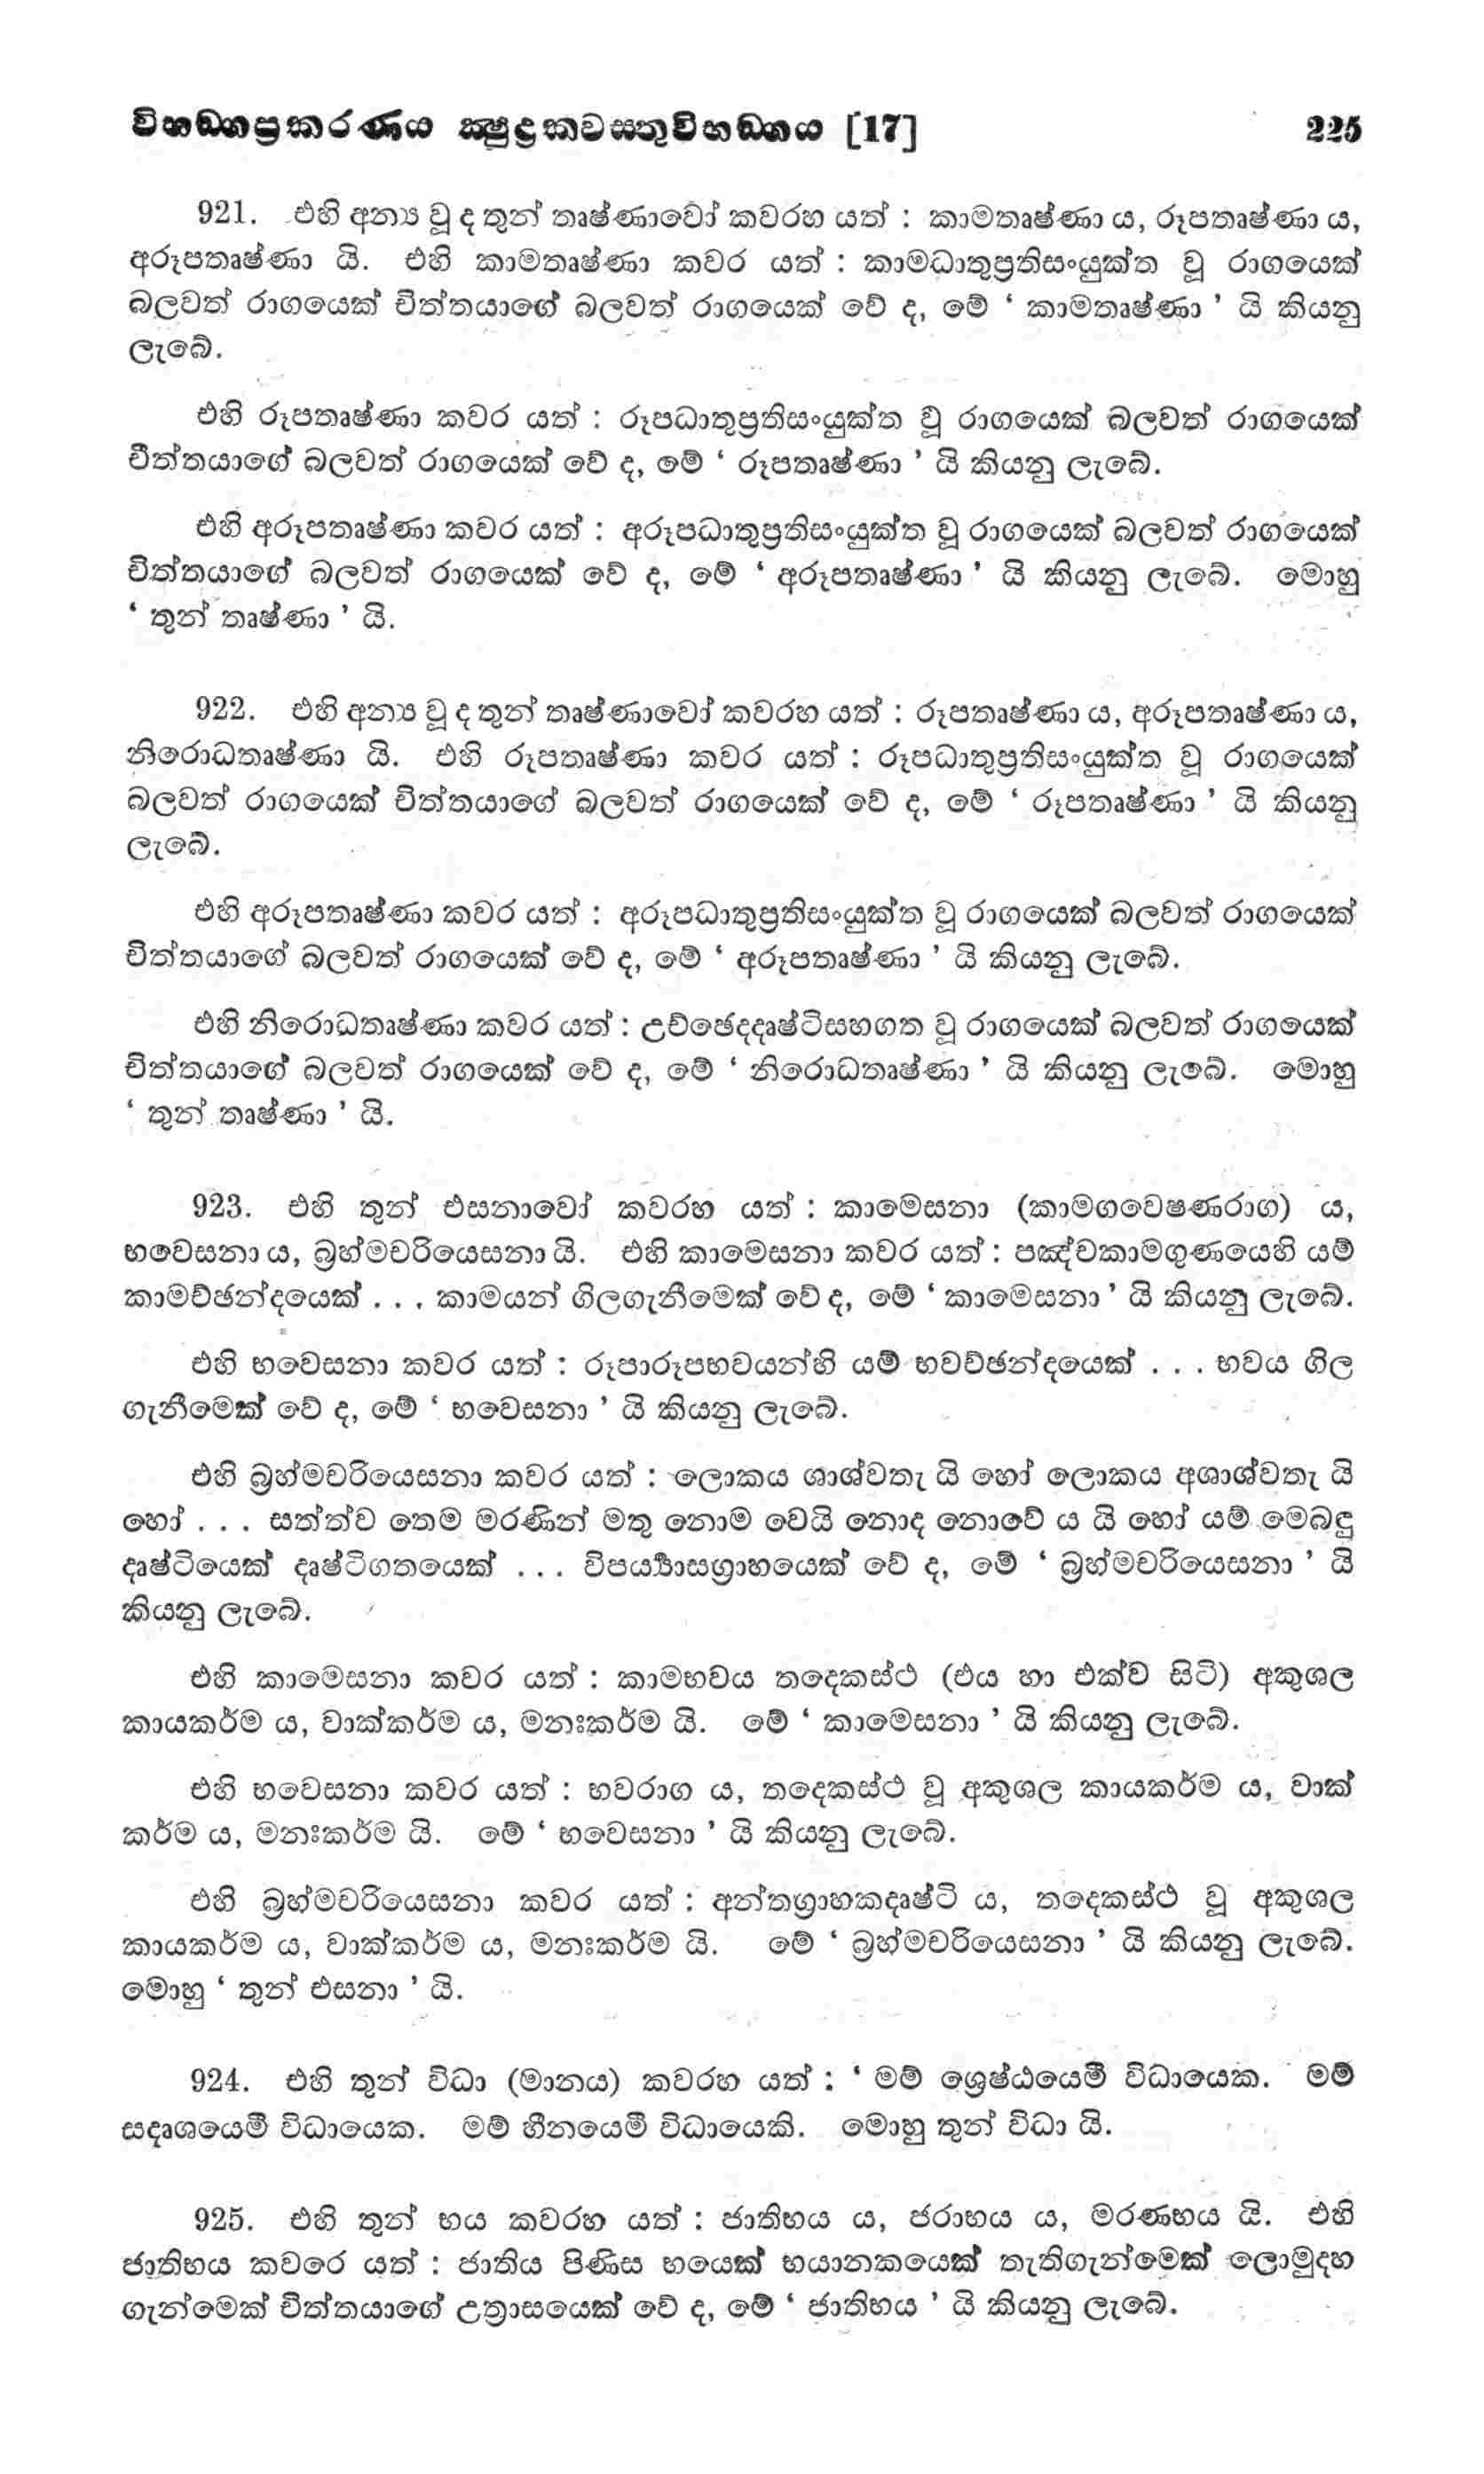 විභඞගප්‍රකරණය ක්‍ෂුද්‍රකවස‍තුවිභඞගය [17] 225
921. එහි අන්‍ය වූ ද තුන් තෘෂ්ණාවෝ කවරහ යත් : කාමතෘෂ්ණා ය, රූපතෘෂ්ණා ය,
අරූපතෘෂ්ණා යි. එහි කාමතෘෂ්ණා කවර යත් : කාමධාතුප්‍රතිසංයුක්ත වූ රාගයෙක්
බලවත් රාගයෙක් චිත්තයාගේ බලවත් රාගයෙක් වේ ද, මේ ‘ කාමතෘෂ්ණා ’ යි කියනු
ලැබේ.
එහි රූපතෘෂ්ණා කවර යත් : රූපධාතුප්‍රතිසංයුක්ත වූ රාගයෙක් බලවත් රාගයෙක්
චිත්තයාගේ බලවත් රාගයෙක් වේ ද, මේ ‘ රූපතෘෂ්ණා ’ යි කියනු ලැබේ.
එහි අරූපතෘෂ්ණා කවර යත් : අරූපධාතුප්‍රතිසංයුක්ත වූ රාගයෙක් බලවත් රාගයෙක්
චිත්තයාගේ බලවත් රාගයෙක් වේ ද, මේ ‘ අරූපතෘෂ්ණා ’ යි කියනු ලැබේ. මොහු
‘ තුන් තෘෂ්ණා ’ යි.
922. එහි අන්‍ය වූ ද තුන් තෘෂ්ණාවෝ කවරහ යත් : රූපතෘෂ්ණා ය, අරූපතෘෂ්ණා ය,
නිරොධතෘෂ්ණා යි. එහි රූපතෘෂ්ණා කවර යත් : රූපධාතුප්‍රතිසංයුක්ත වූ රාගයෙක්
බලවත් රාගයෙක් චිත්තයාගේ බලවත් රාගයෙක් වේ ද, මේ ‘ රූපතෘෂ්ණා ’ යි කියනු
ලැබේ.
එහි අරූපතෘෂ්ණා කවර යත් : අරූපධාතුප්‍රතිසංයුක්ත වූ රාගයෙක් බලවත් රාගයෙක්
චිත්තයාගේ බලවත් රාගයෙක් වේ ද, මේ ‘ අරූපතෘෂ්ණා ’ යි කියනු ලැබේ.
එහි නිරොධතෘෂ්ණා කවර යත් : උච්ඡෙදදෘෂ්ටිසහගත වූ රාගයෙක් බලවත් රාගයෙක්
චිත්තයාගේ බලවත් රාගයෙක් වේ ද, මේ ‘ නිරොධතෘෂ්ණා ’ යි කියනු ලැබේ. මොහු
‘ තුන් තෘෂ්ණා ’ යි.
923. එහි තුන් එසනාවෝ කවරහ යත් : කාමෙසනා (කාමගවෙෂණරාග) ය,
භවෙසනා ය, බ්‍රහ්මචරියෙසනා යි. එහි කාමෙසනා කවර යත් : පඤ්චකාමගුණයෙහි යම්
කාමච්ඡන්දයෙක් . . . කාමයන් ගිලගැනීමෙක් වේ ද, මේ ‘ කාමෙසනා ’ යි කියනු ලැබේ.
එහි භවෙසනා කවර යත් : රූපාරූපභවයන්හි යම් භවච්ඡන්දයෙක් . . . භවය ගිල
ගැනීමෙක් වේ ද, මේ ‘ භවෙසනා ’ යි කියනු ලැබේ.
එහි බ්‍රහ්මචරියෙසනා කවර යත් : ලොකය ශාශ්වතැ යි හෝ ලොකය අශාශ්වතැ යි
හෝ . . . සත්ත්ව තෙම මරණින් මතු නොම වෙයි නොද නොවේ ය යි හෝ යම් මෙබඳු
දෘෂ්ටියෙක් දෘෂ්ටිගතයෙක් . . . විපර්‍ය්‍යාසග්‍රාහයෙක් වේ ද, මේ ‘ බ්‍රහ්මචරියෙසනා ’ යි
කියනු ලැබේ.
එහි කාමෙසනා කවර යත් : කාමභවය තදෙකස්ථ (එය හා එක්ව සිටි) අකුශල
කායකර්ම ය, වාක්කර්ම ය, මනඃකර්ම යි. මේ ‘ කාමෙසනා ’ යි කියනු ලැබේ.
එහි භවෙසනා කවර යත් : භවරාග ය, තදෙකස්ථ වූ අකුශල කායකර්ම ය, වාක්
කර්ම ය, මනඃකර්ම යි. මේ ‘ භවෙසනා ’ යි කියනු ලැබේ.
එහි බ්‍රහ්මචරියෙසනා කවර යත් : අන්තග්‍රාහකදෘෂ්ටි ය, තදෙකස්ථ වූ අකුශල
කායකර්ම ය, වාක්කර්ම ය, මනඃකර්ම යි. මේ ‘ බ්‍රහ්මචරියෙසනා ’ යි කියනු ලැබේ.
මොහු ‘ තුන් එසනා ’ යි.
924. එහි තුන් විධා (මානය) කවරහ යත් : ‘ මම් ශ්‍රෙෂ්ඨයෙමී විධායෙක. මම්
සදෘශයෙමී විධායෙක. මම් හීනයෙමී විධායෙකි. මොහු තුන් විධා යි.
925. එහි තුන් භය කවරහ යත් : ජාතිභය ය, ජරාභය ය, මරණභය යි. එහි
ජාතිභය කවරෙ යත් : ජාතිය පිණිස භයෙක් භයානකයෙක් තැතිගැන්මෙක් ලොමුදහ
ගැන්මෙක් චිත්තයාගේ උත්‍රාසයෙක් වේ ද, මේ ‘ ජාතිභය ’ යි කියනු ලැබේ.